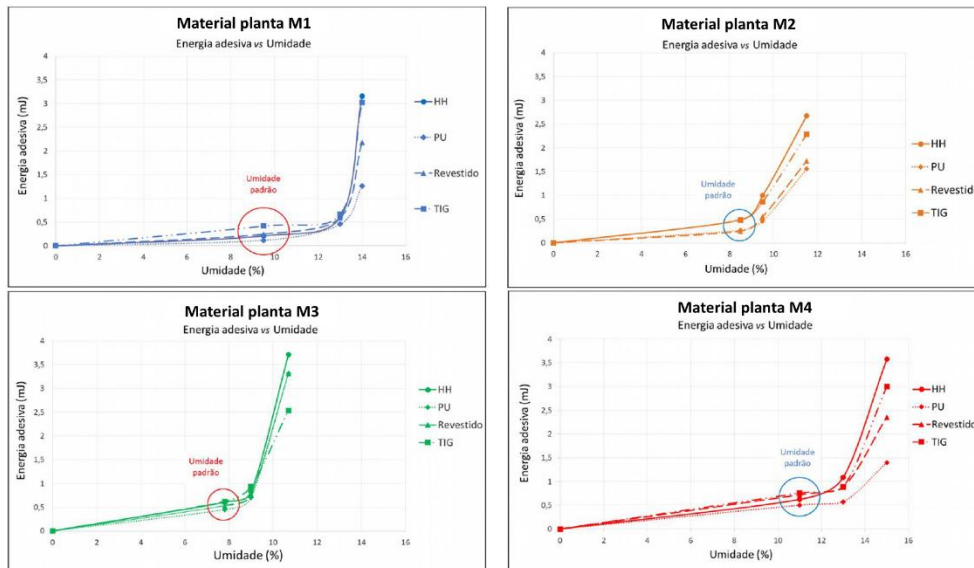 Material planta M1
Energia adesiva vs Umidade
Energia adesiva (mJ)
4
3,5
3
2,5
2
1,5
1
0,5
0
Umidade padrão
0 2 4 6 8 10 12 14 16
Umidade (%)
HH
PU
Revestido
TIG
Material planta M2
Energia adesiva vs Umidade
Energia adesiva (mJ)
4
3,5
3
2,5
2
1,5
1
0,5
0
Umidade
padrão
0 2 4 6 8 10 12 14 16
Umidade (%)
HH
PU
Revestido
TIG
Material planta M3
Energia adesiva vs Umidade
Energia adesiva (mJ)
4
3,5
3
2,5
2
1,5
1
0,5
0
Umidade
padrão
0 2 4 6 8 10 12 14 16
Umidade (%)
HH
PU
Revestido
TIG
Material planta M4
Energia adesiva vs Umidade
Energia adesiva (mJ)
4
3,5
3
2,5
2
1,5
1
0,5
0
Umidade
padrão
0 2 4 6 8 10 12 14 16
Umidade (%)
HH
PU
Revestido
TIG